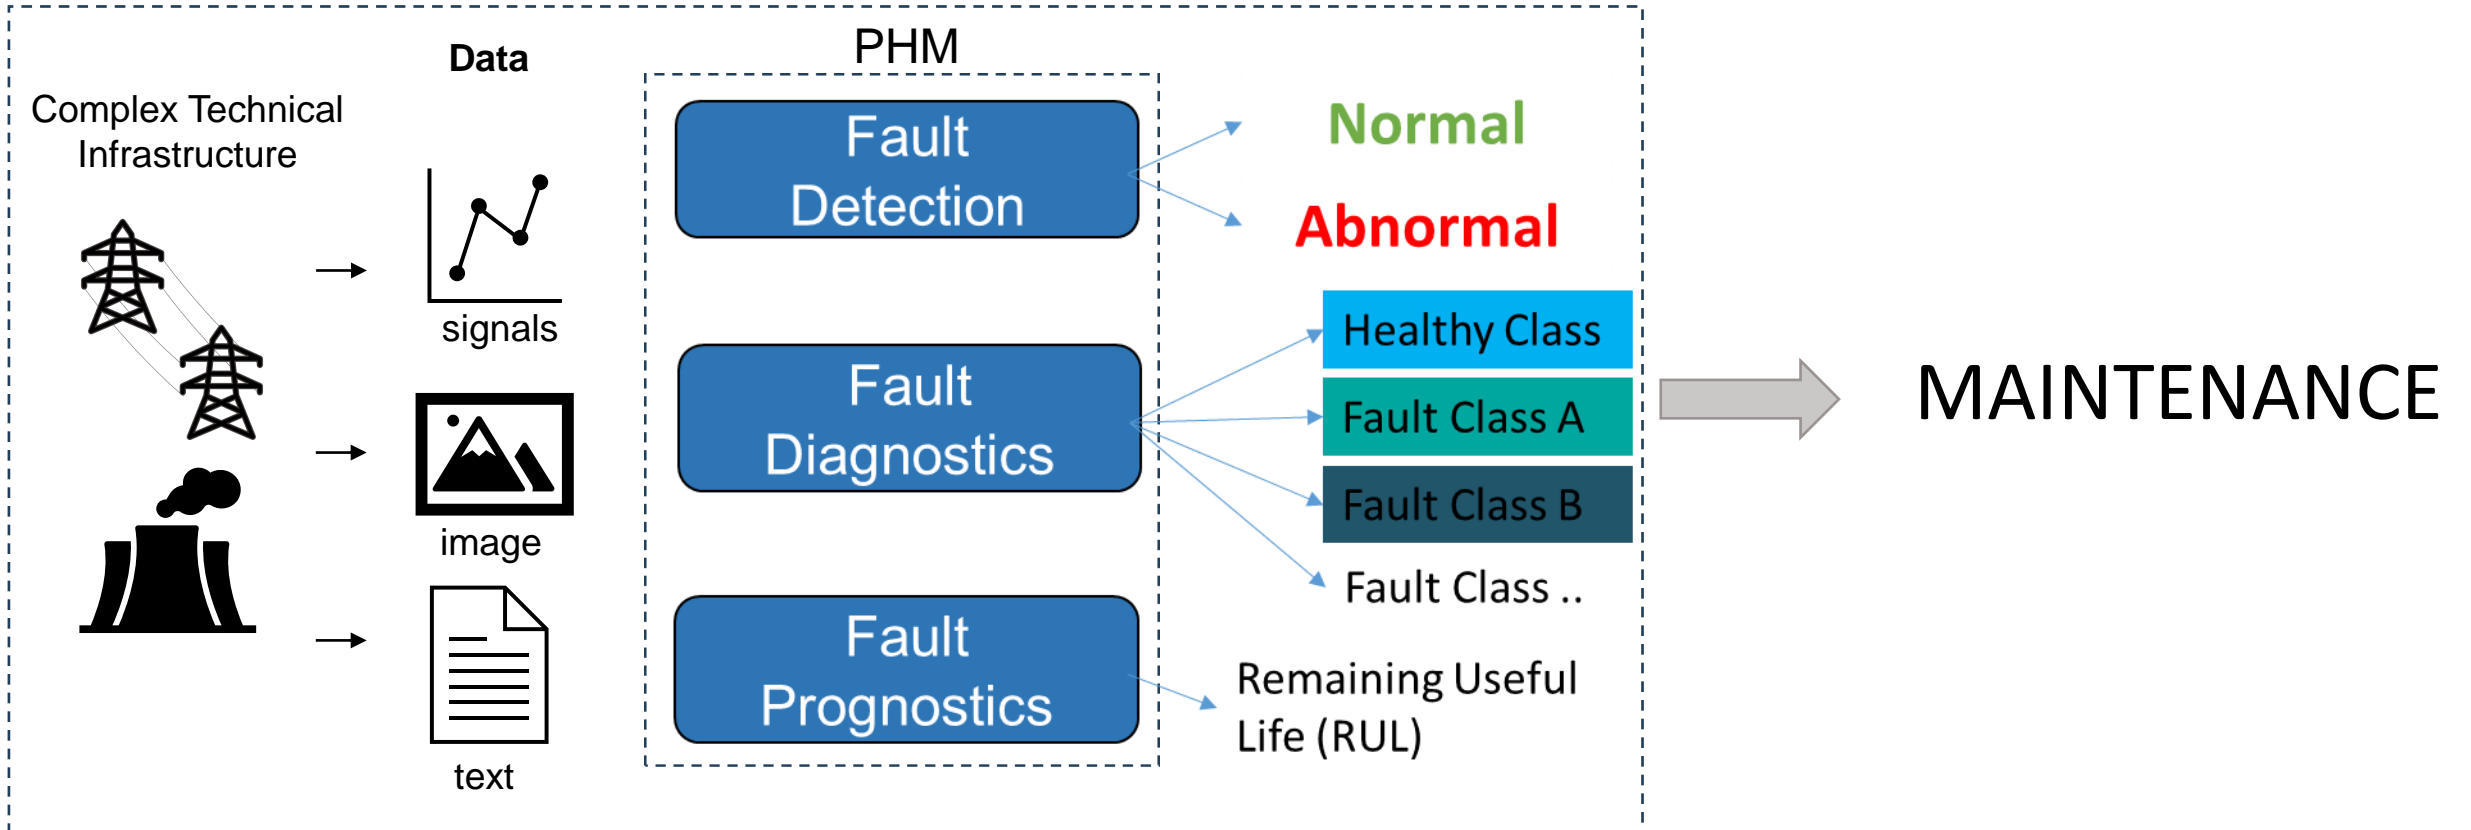 Complex Technical
Infrastructure
Data
signals
image
text
PHM
Fault
Detection
Fault
Diagnostics
Fault
Prognostics
Normal
Abnormal
Healthy Class
Fault Class A
Fault Class B
Fault Class ..
Remaining Useful
Life (RUL)
MAINTENANCE